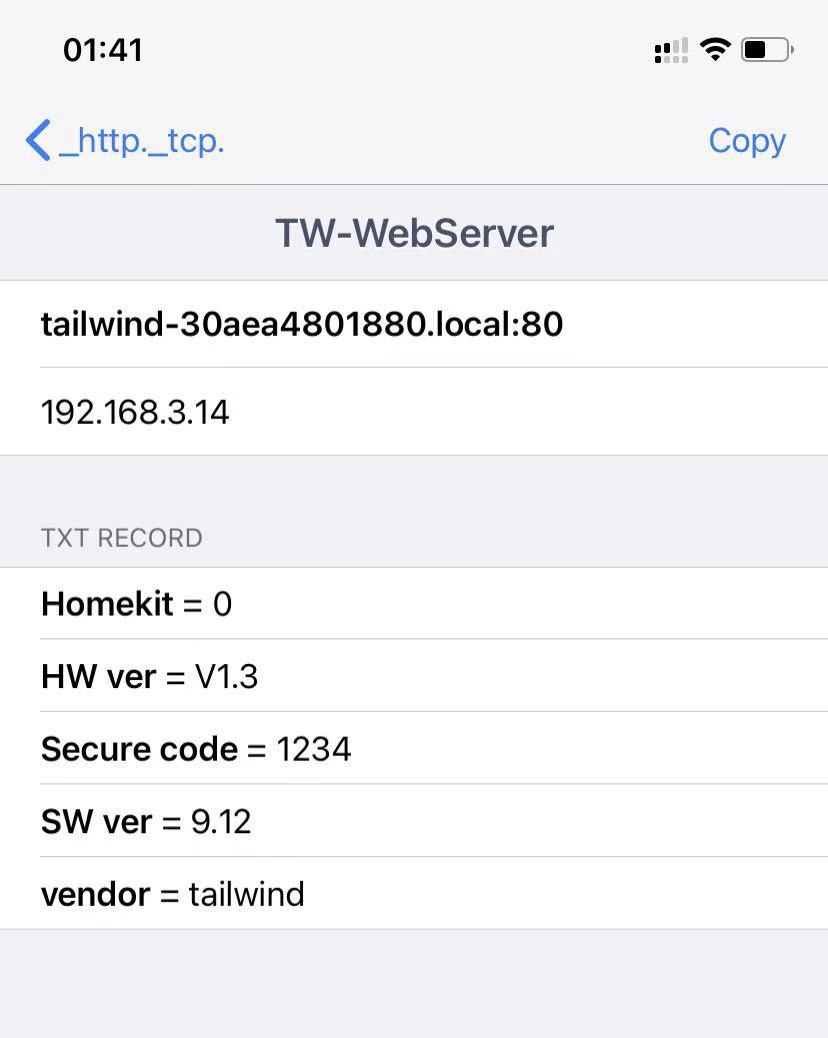 01:41
_http._tcp.
Copy
TW-WebServer
tailwind-30aea4801880.local:80
192.168.3.14
TXT RECORD
Homekit = 0
HW ver = V1.3
Secure code = 1234
SW ver = 9.12
vendor = tailwind